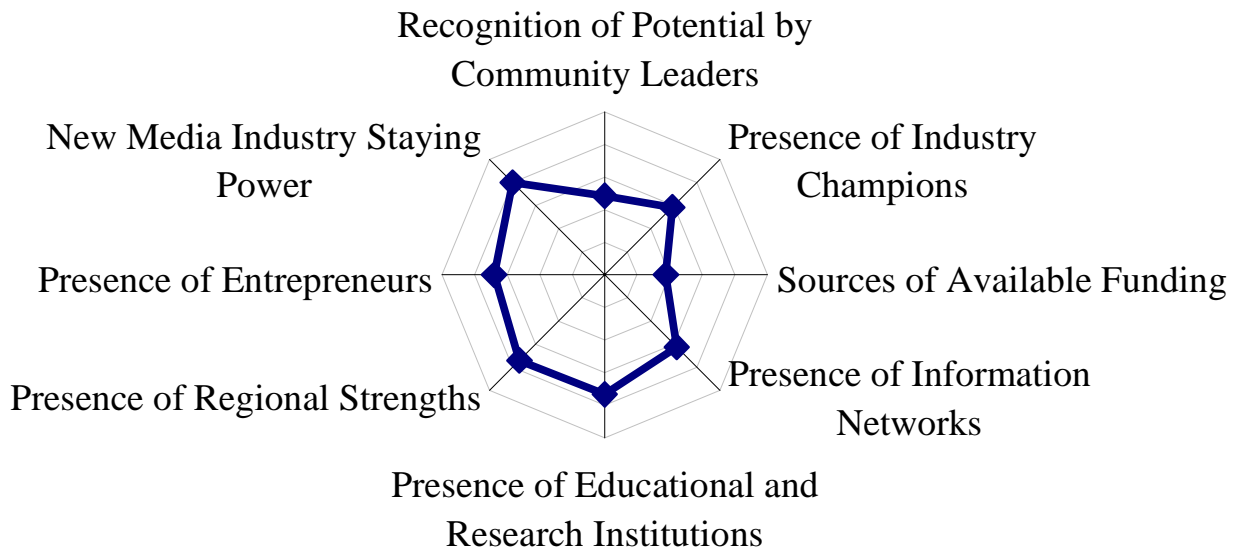 Recognition of Potential by
Community Leaders
New Media Industry Staying
Power
Presence of Industry
Champions
Presence of Entrepreneurs
Sources of Available Funding
Presence of Regional Strengths
Presence of Information
Networks
Presence of Educational and
Research Institutions